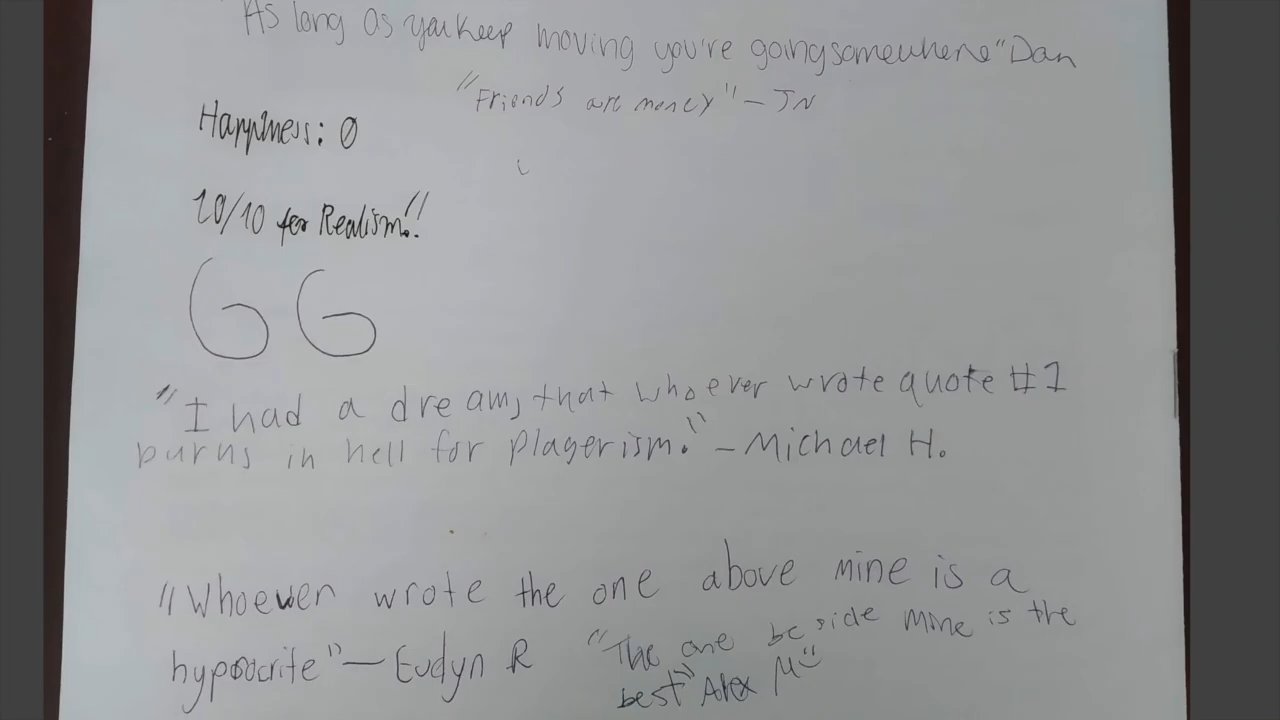 As long as you keep moving you're going somewhere" Dan
"Friends are money" - JN
Happiness: 0
10/10 for Realism!!
GG
"I had a dream, that whoever wrote quote #1
burns in hell for plagerism." - Michael H.
"Whoever wrote the one above mine is a
hypoocrite" - Eudyn R
"The one beside mine is the
best" Alex M